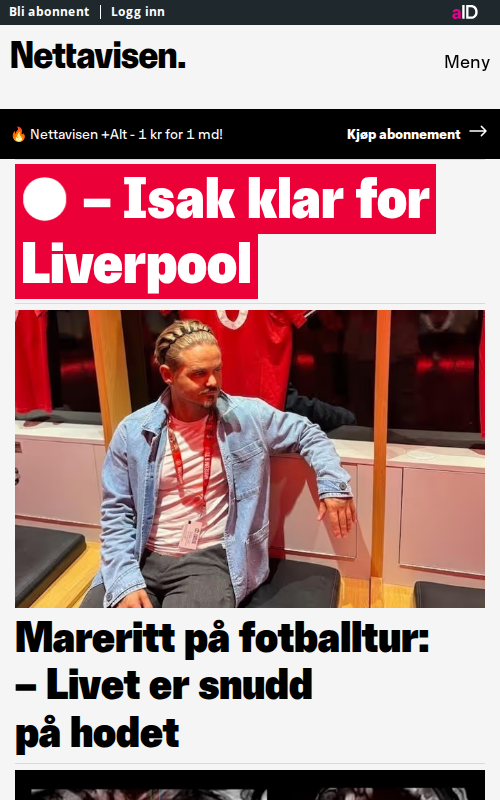 Bli abonnent | Logg inn
aID
Nettavisen.
Meny
🔥 Nettavisen +Alt - 1 kr for 1 md!
Kjøp abonnement →
– Isak klar for
Liverpool
Mareritt på fotballtur:
– Livet er snudd
på hodet